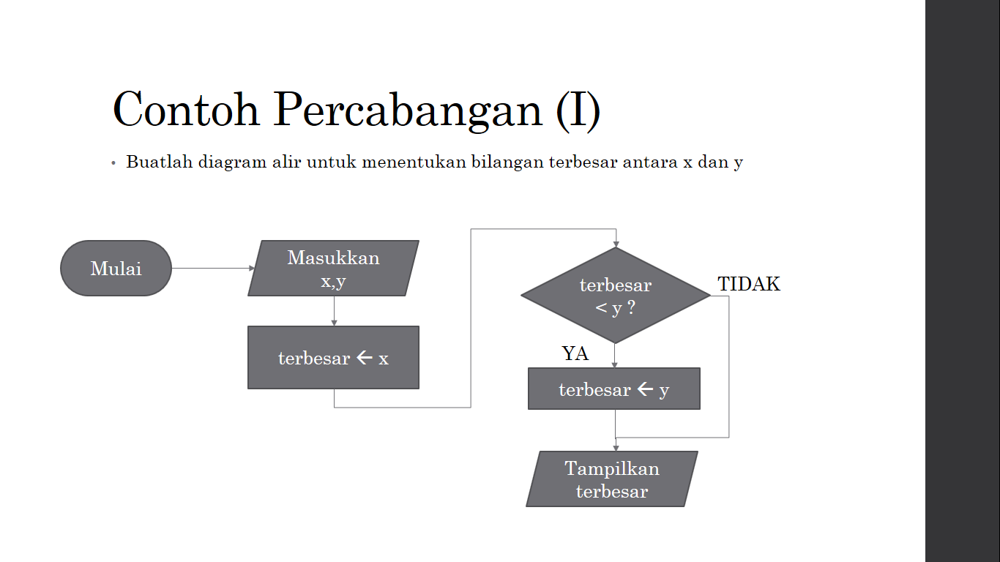 Contoh Percabangan (I)
• Buatlah diagram alir untuk menentukan bilangan terbesar antara x dan y
Mulai
Masukkan
x,y
terbesar ← x
terbesar
< y ?
TIDAK
YA
terbesar ← y
Tampilkan
terbesar